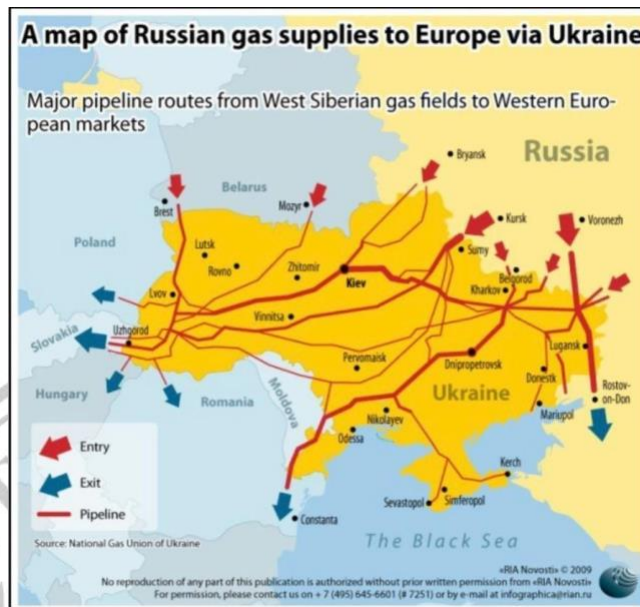 A map of Russian gas supplies to Europe via Ukraine
Major pipeline routes from West Siberian gas fields to Western Euro-
pean markets
Bryansk
Russia
Belarus
Mozyr
Brest
Kursk
Voronezh
Poland
Lutsk
Rovno
Zhitomir
Kiev
Sumy
Belgorod
Kharkov
Lvov
Vinnitsa
Uzhgorod
Slovakia
Pervomaisk
Dnipropetrovsk
Lugansk
Hungary
Romania
Moldova
Ukraine
Donestk
Rostov-
on-Don
Mariupol
Nikolayev
Odessa
Kerch
Sevastopol
Simferopol
Constanta
Entry
Exit
Pipeline
Source: National Gas Union of Ukraine
The Black Sea
«RIA Novosti» © 2009
No reproduction of any part of this publication is authorized without prior written permission from «RIA Novosti»
For permission, please contact us on + 7 (495) 645-6601 (# 7251) or by e-mail at infographica@rian.ru